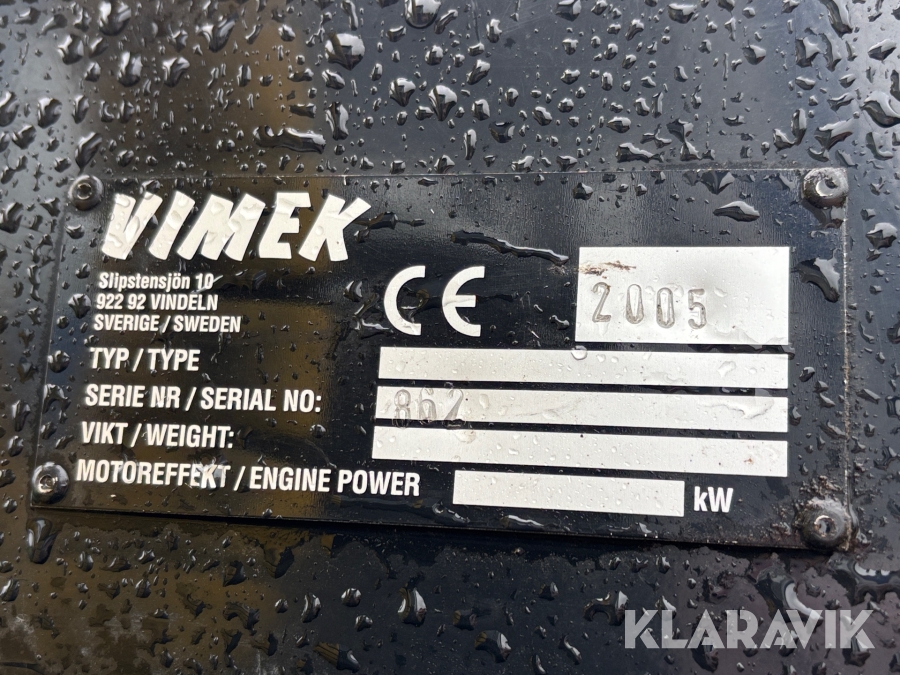 VIMEK
Slipstensjön 10
922 92 VINDELN
SVERIGE / SWEDEN
CE
2005
TYP / TYPE
SERIE NR / SERIAL NO: 862
VIKT / WEIGHT:
MOTOREFFEKT / ENGINE POWER kW
KLARAVIK